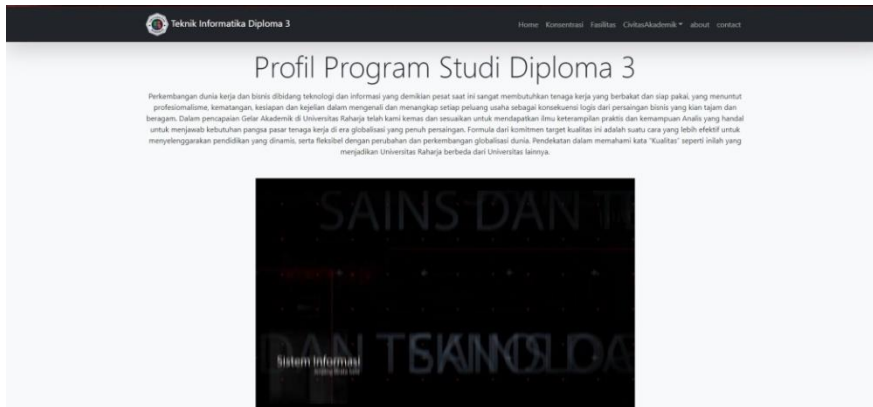 Teknik Informatika Diploma 3
Home Konsentrasi Fasilitas CivitasAkademik about contact
Profil Program Studi Diploma 3
Perkembangan dunia kerja dan bisnis dibidang teknologi dan informasi yang demikian pesat saat ini sangat membutuhkan tenaga kerja yang berbakat dan siap pakai, yang menuntut
profesiomalisme, kematangan, kesiapan dan kejelian dalam mengenali dan menangkap setiap peluang usaha sebagai konsekuensi logis dari persaingan bisnis yang kian tajam dan
beragam. Dalam pencapaian Gelar Akademik di Universitas Raharja telah kami kemas dan sesuaikan untuk mendapatkan ilmu keterampilan praktis dan kemampuan Analis yang handal
untuk menjawab kebutuhan pangsa pasar tenaga kerja di era globalisasi yang penuh persaingan. Formula dari komitmen target kualitas ini adalah suatu cara yang lebih efektif untuk
menyelenggarakan pendidikan yang dinamis, serta fleksibel dengan perubahan dan perkembangan globalisasi dunia. Pendekatan dalam memahami kata "Kualitas" seperti inilah yang
menjadikan Universitas Raharja berbeda dari Universitas lainnya.
SAINS DAN
Sistem Informasi